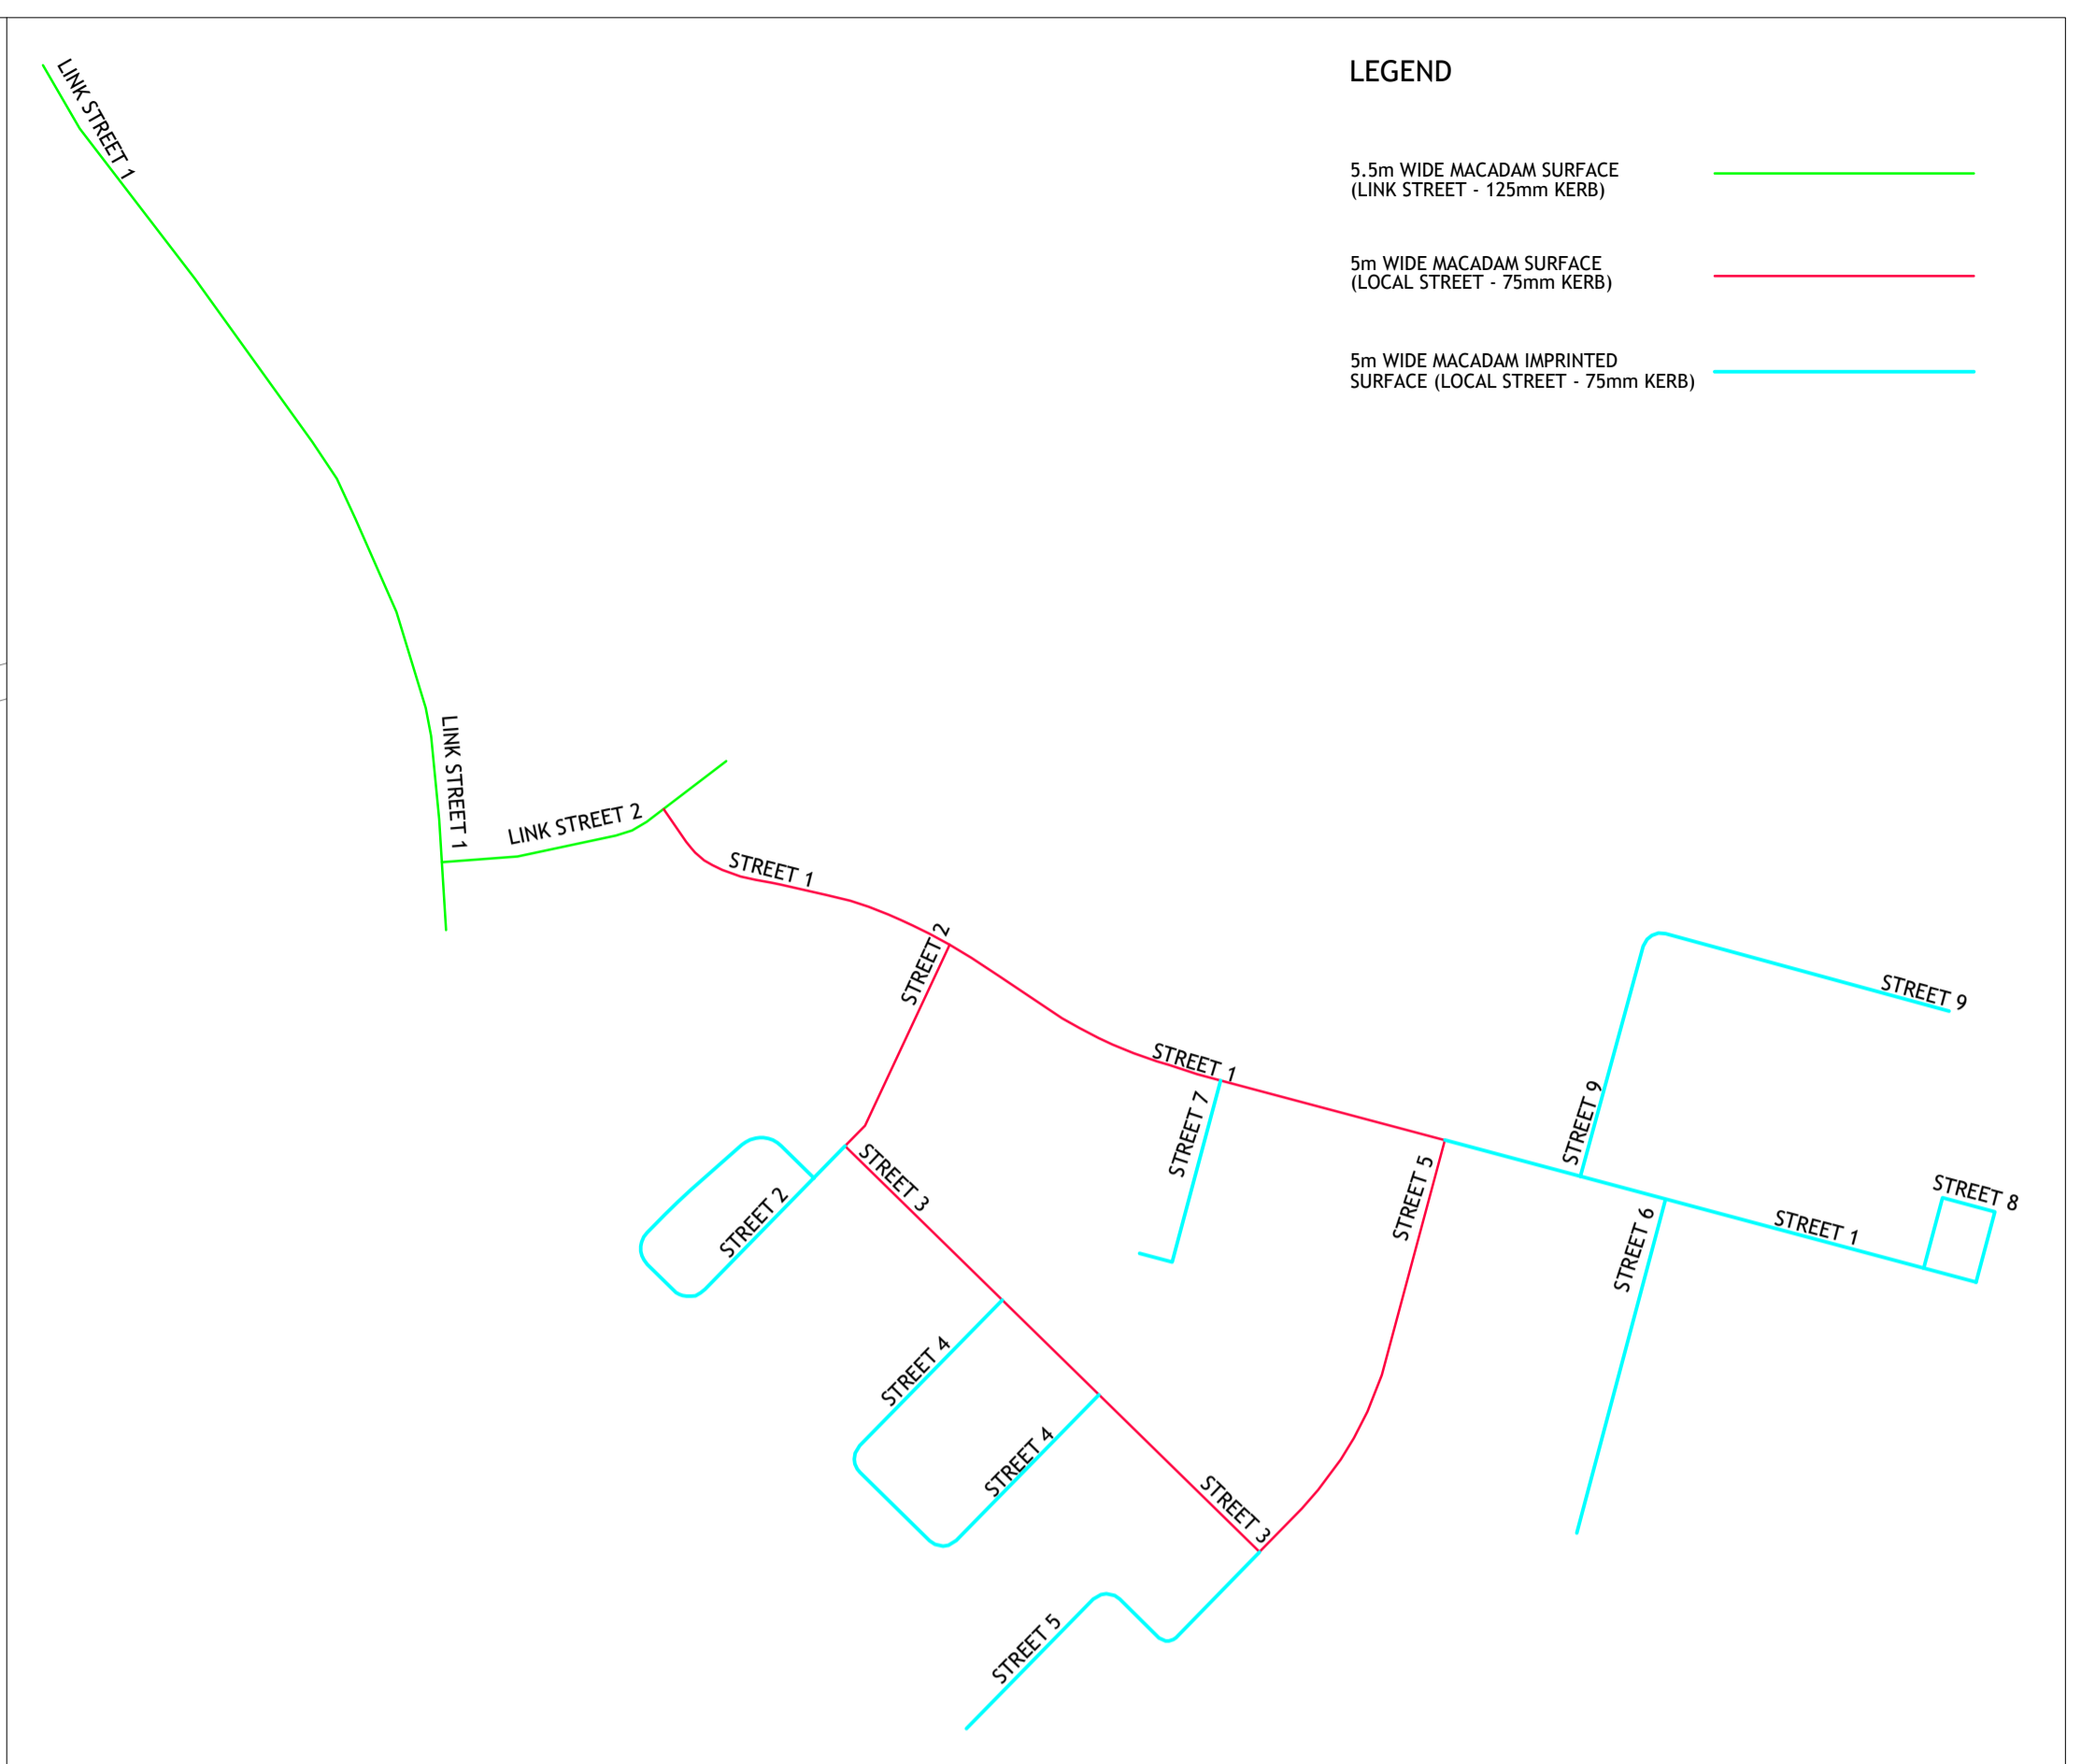 LINK STREET 1
LEGEND
5.5m WIDE MACADAM SURFACE
(LINK STREET - 125mm KERB)
5m WIDE MACADAM SURFACE
(LOCAL STREET - 75mm KERB)
5m WIDE MACADAM IMPRINTED
SURFACE (LOCAL STREET - 75mm KERB)
LINK STREET 1
LINK STREET 2
STREET 1
STREET 2
STREET 9
STREET 1
STREET 7
STREET 9
STREET 3
STREET 5
STREET 8
STREET 2
STREET 6
STREET 1
STREET 4
STREET 4
STREET 3
STREET 5